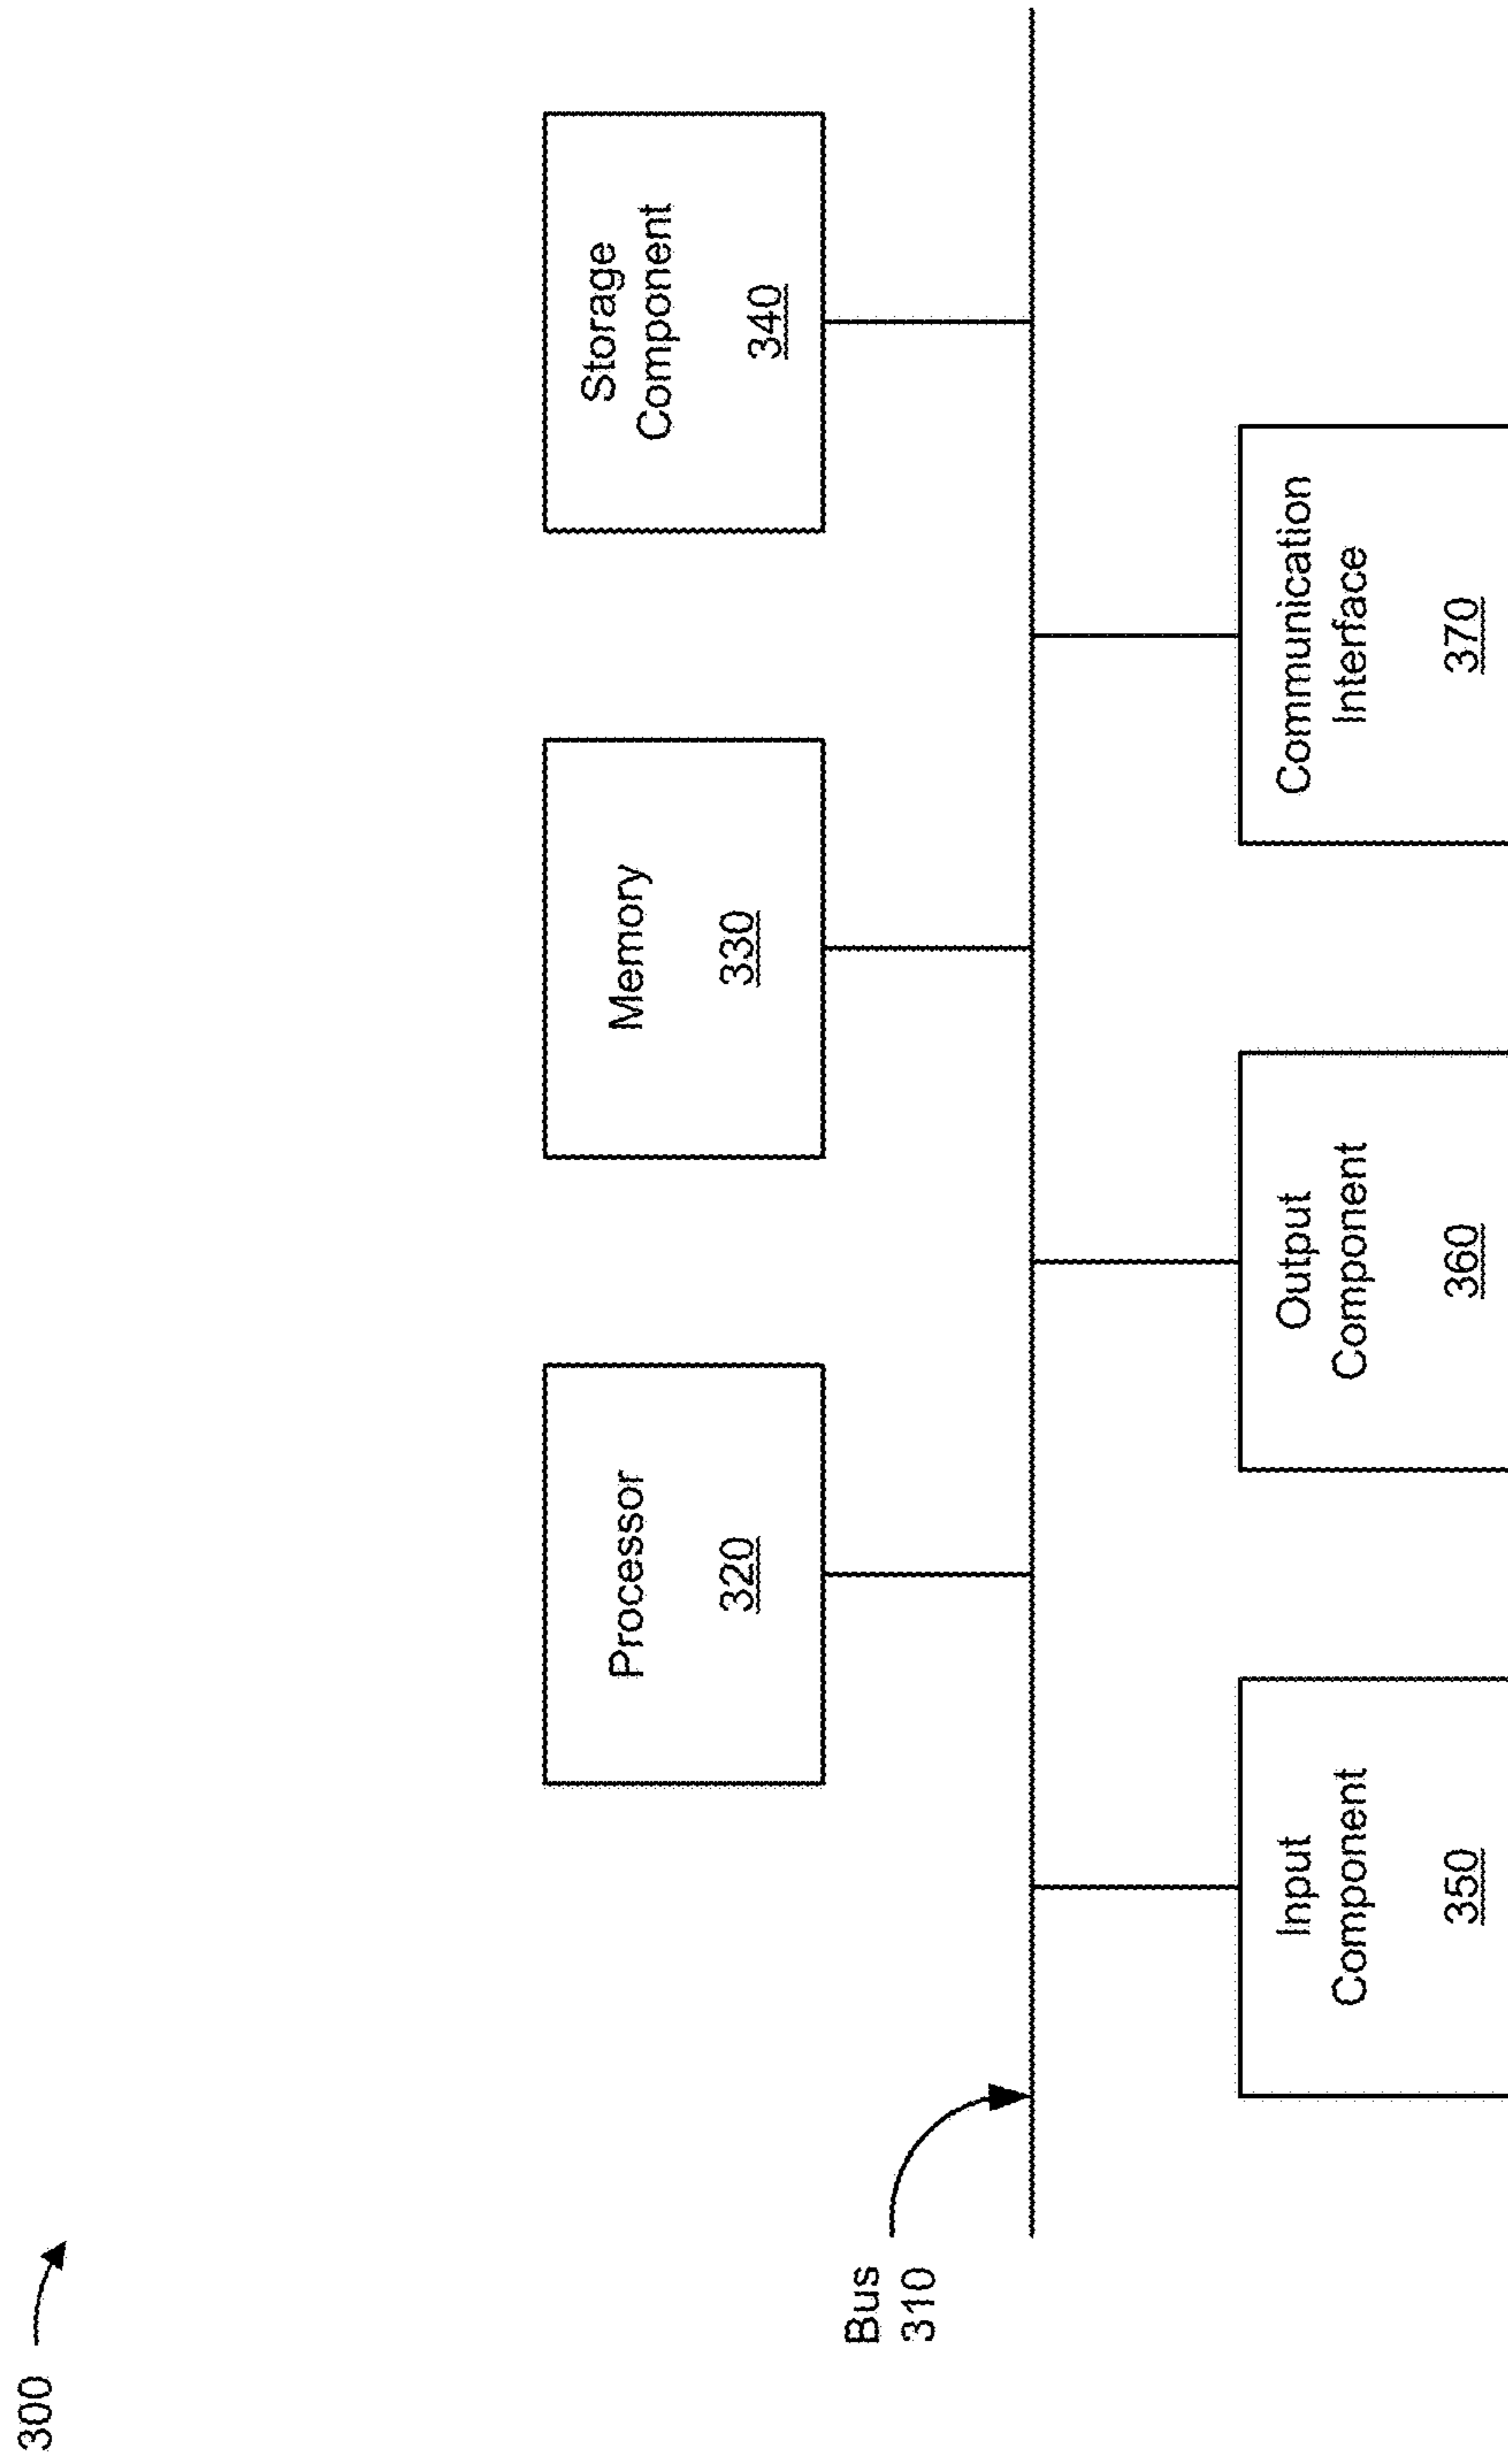 300
Processor
320
Memory
330
Storage
Component
340
Bus
310
Input
Component
350
Output
Component
360
Communication
Interface
370